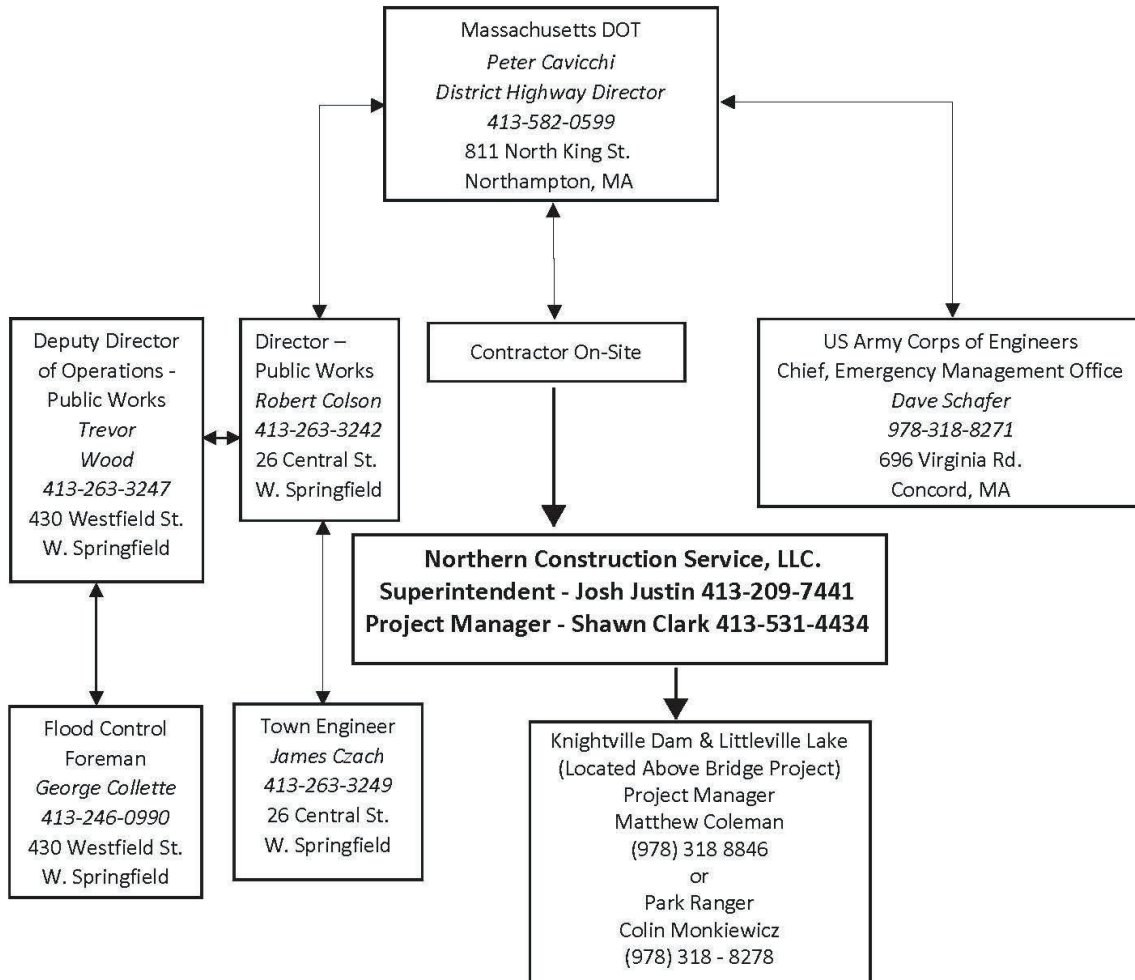 Massachusetts DOT
Peter Cavicchi
District Highway Director
413-582-0599
811 North King St.
Northampton, MA
Deputy Director
of Operations -
Public Works
Trevor
Wood
413-263-3247
430 Westfield St.
W. Springfield
Director –
Public Works
Robert Colson
413-263-3242
26 Central St.
W. Springfield
Contractor On-Site
US Army Corps of Engineers
Chief, Emergency Management Office
Dave Schafer
978-318-8271
696 Virginia Rd.
Concord, MA
Northern Construction Service, LLC.
Superintendent - Josh Justin 413-209-7441
Project Manager - Shawn Clark 413-531-4434
Flood Control
Foreman
George Collette
413-246-0990
430 Westfield St.
W. Springfield
Town Engineer
James Czach
413-263-3249
26 Central St.
W. Springfield
Knightville Dam & Littleville Lake
(Located Above Bridge Project)
Project Manager
Matthew Coleman
(978) 318 8846
or
Park Ranger
Colin Monkiewicz
(978) 318 - 8278